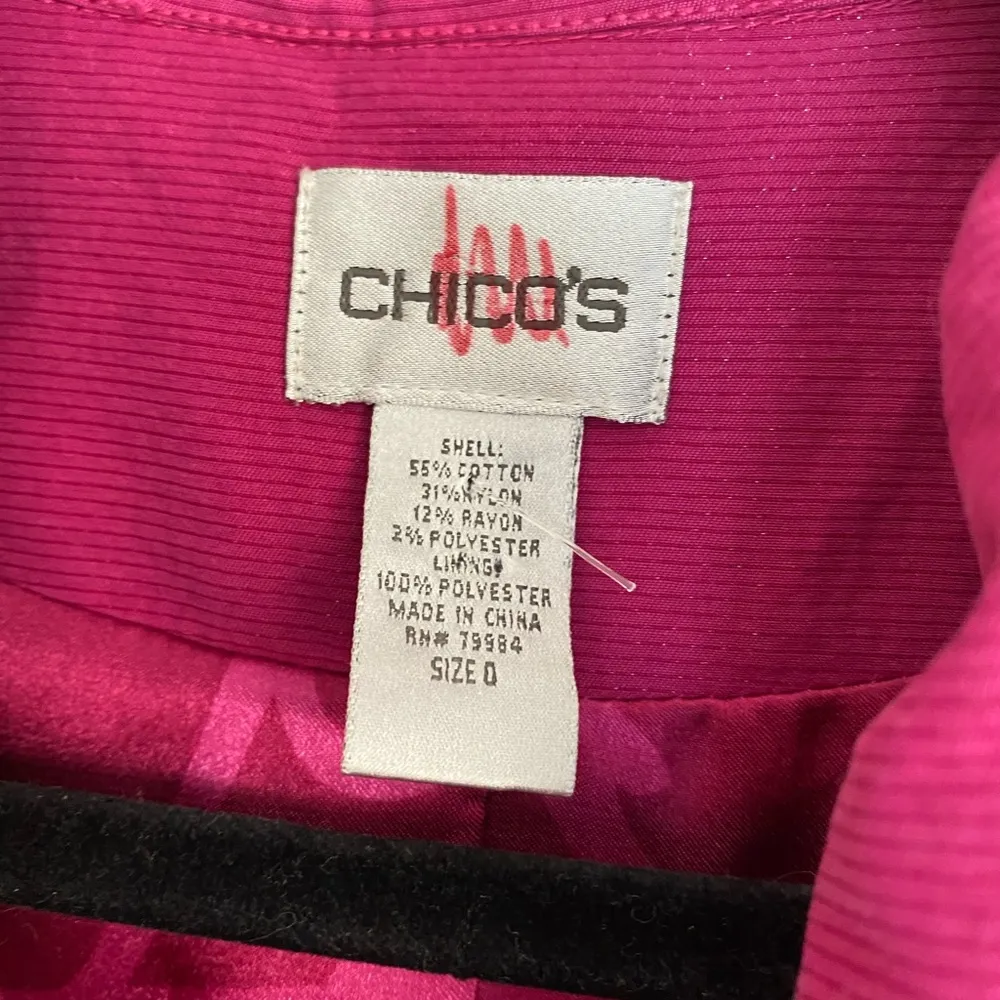 CHICO'S
SHELL:
55% COTTON
31% NYLON
12% RAYON
2% POLYESTER
LINING:
100% POLYESTER
MADE IN CHINA
RN# 79984
SIZE 0